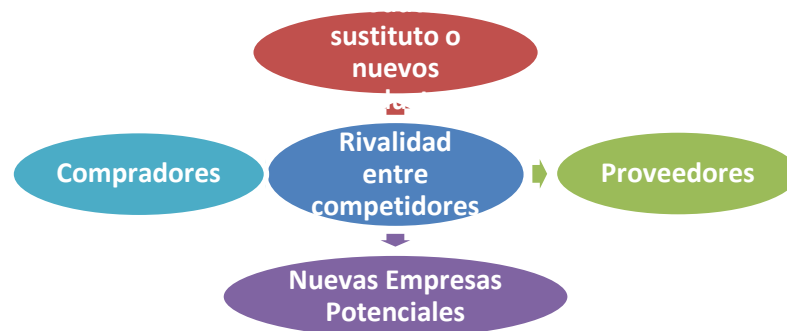 sustituto o
nuevos
Compradores
Rivalidad
entre
competidores
Proveedores
Nuevas Empresas
Potenciales